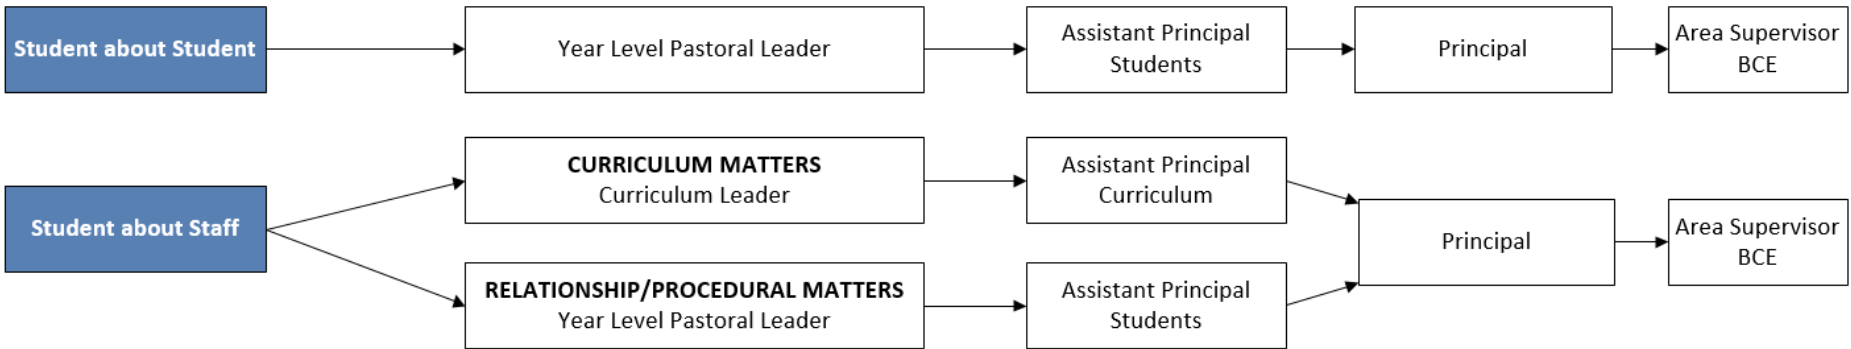 Student about Student
Year Level Pastoral Leader
Assistant Principal
Students
Principal
Area Supervisor
BCE
Student about Staff
CURRICULUM MATTERS
Curriculum Leader
Assistant Principal
Curriculum
RELATIONSHIP/PROCEDURAL MATTERS
Year Level Pastoral Leader
Assistant Principal
Students
Principal
Area Supervisor
BCE